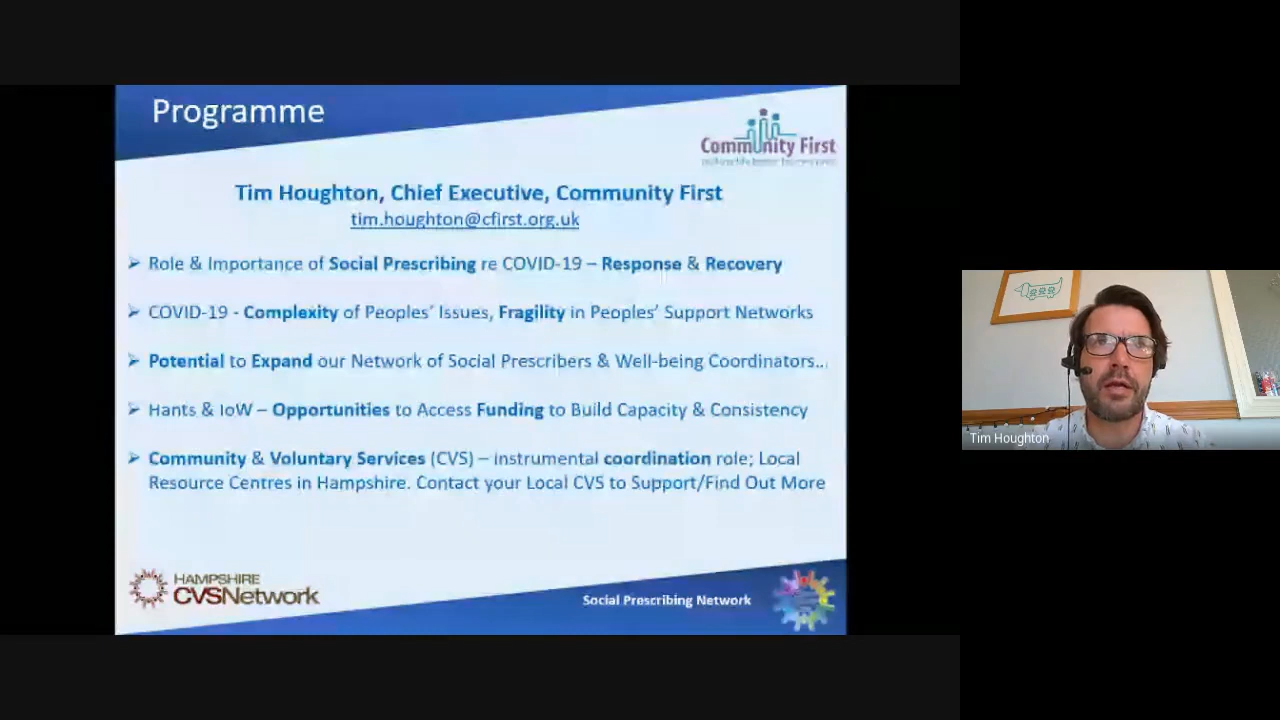 Programme
Community First
Tim Houghton, Chief Executive, Community First
tim.houghton@cfirst.org.uk
➢ Role & Importance of Social Prescribing re COVID-19 – Response & Recovery
➢ COVID-19 - Complexity of Peoples' Issues, Fragility in Peoples' Support Networks
➢ Potential to Expand our Network of Social Prescribers & Well-being Coordinators...
➢ Hants & IoW – Opportunities to Access Funding to Build Capacity & Consistency
➢ Community & Voluntary Services (CVS) – instrumental coordination role; Local
Resource Centres in Hampshire. Contact your Local CVS to Support/Find Out More
HAMPSHIRE
CVSNetwork
Social Prescribing Network
Tim Houghton